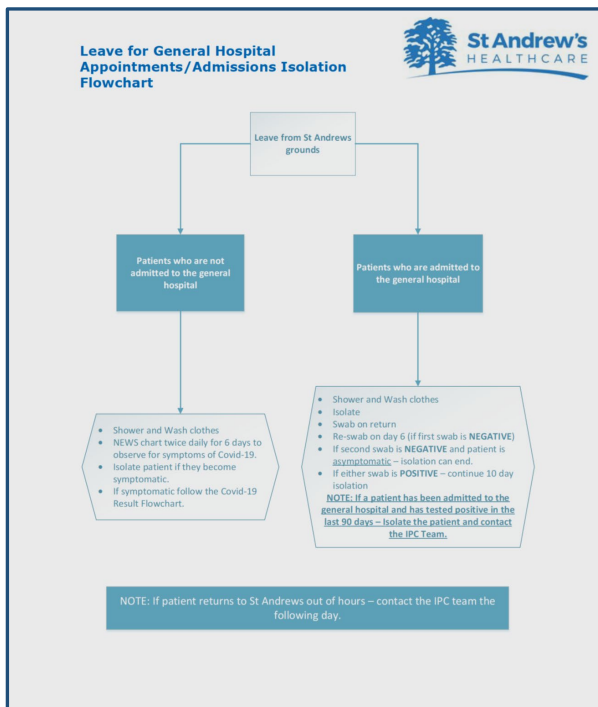 Leave for General Hospital
Appointments/Admissions Isolation
Flowchart
St Andrew's
HEALTHCARE
Leave from St Andrews
grounds
Patients who are not
admitted to the general
hospital
Patients who are admitted to
the general hospital
• Shower and Wash clothes
• NEWS chart twice daily for 6 days to
observe for symptoms of Covid-19.
• Isolate patient if they become
symptomatic.
• If symptomatic follow the Covid-19
Result Flowchart.
• Shower and Wash clothes
• Isolate
• Swab on return
• Re-swab on day 6 (if first swab is NEGATIVE)
• If second swab is NEGATIVE and patient is
asymptomatic – isolation can end.
• If either swab is POSITIVE – continue 10 day
isolation
NOTE: If a patient has been admitted to the
general hospital and has tested positive in the
last 90 days – Isolate the patient and contact
the IPC Team.
NOTE: If patient returns to St Andrews out of hours – contact the IPC team the
following day.